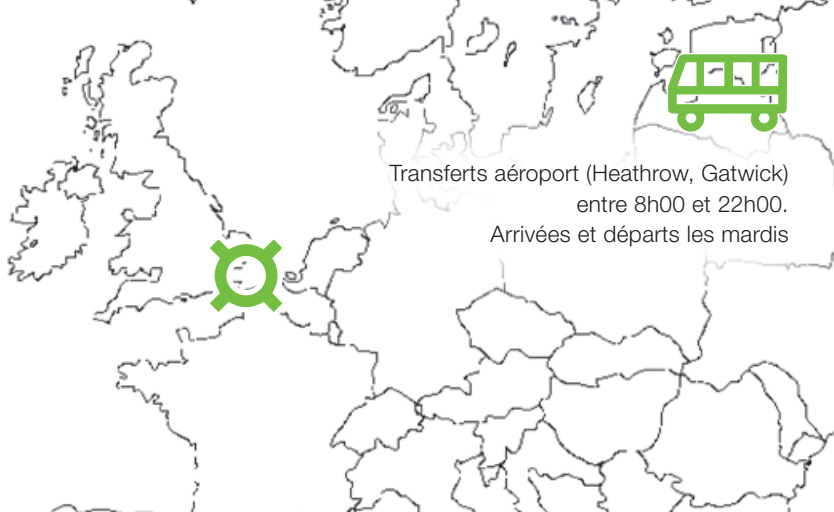 Transferts aéroport (Heathrow, Gatwick)
entre 8h00 et 22h00.
Arrivées et départs les mardis